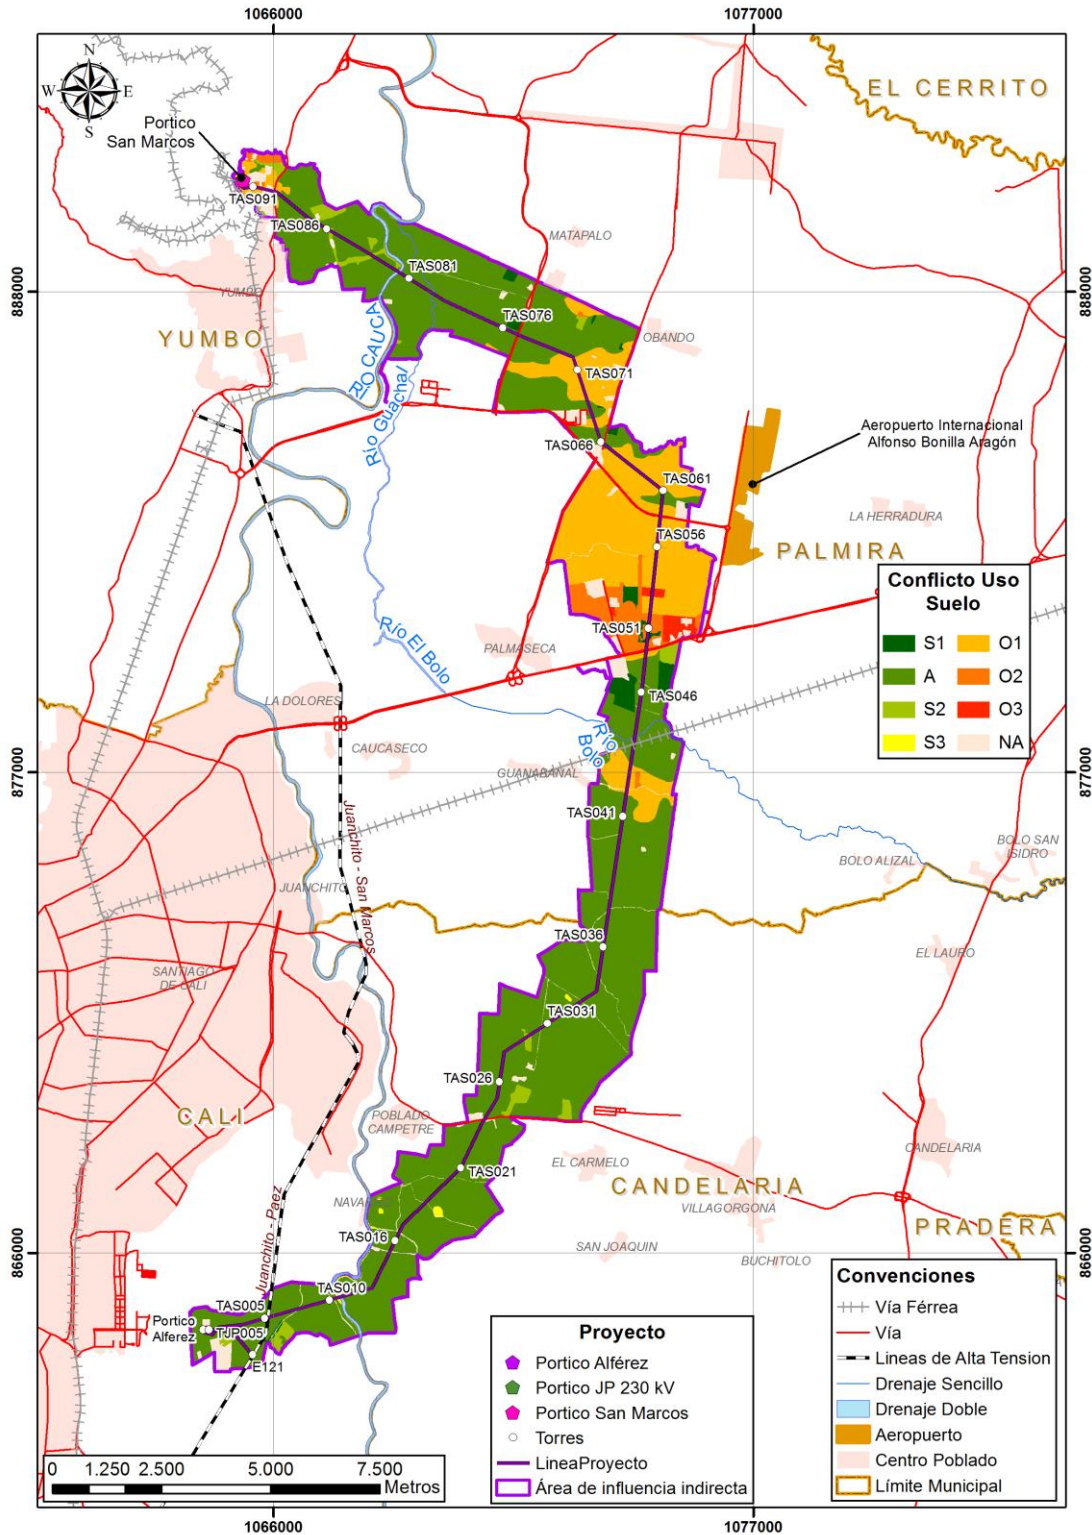 1066000
1077000
N
W
E
S
EL CERRITO
Portico
San Marcos
TAS091
TAS086
MATAPALO
TAS081
888000
888000
YUMBO
TAS076
YUMBO
RÍO CAUCA
OBANDO
Río Guachal
TAS071
Aeropuerto Internacional
Alfonso Bonilla Aragón
TAS066
TAS061
LA HERRADURA
TAS056
PALMIRA
Conflicto Uso
Suelo
S1
O1
A
O2
S2
O3
S3
NA
TAS051
Río El Bolo
PALMASECA
TAS046
LA DOLORES
Río
Bolo
CAUCASECO
877000
877000
GUANABANAL
TAS041
Juanchito - San Marcos
BOLO SAN
ISIDRO
BOLO ALIZAL
JUANCHITO
TAS036
EL LAURO
SANTIAGO
DE CALI
TAS031
TAS026
CALI
POBLADO
CAMPETRE
CANDELARIA
EL CARMELO
TAS021
CANDELARIA
VILLAGORGONA
NAVA
PRADERA
TAS016
SAN JOAQUIN
BUCHITOLO
866000
866000
Juanchito - Paez
TAS010
TAS005
Portico
Alferez
TJP005
E121
Proyecto
Portico Alférez
Portico JP 230 kV
Portico San Marcos
Torres
LineaProyecto
Área de influencia indirecta
Convenciones
Vía Férrea
Vía
Lineas de Alta Tension
Drenaje Sencillo
Drenaje Doble
Aeropuerto
Centro Poblado
Límite Municipal
0 1.250 2.500 5.000 7.500
Metros
1066000
1077000